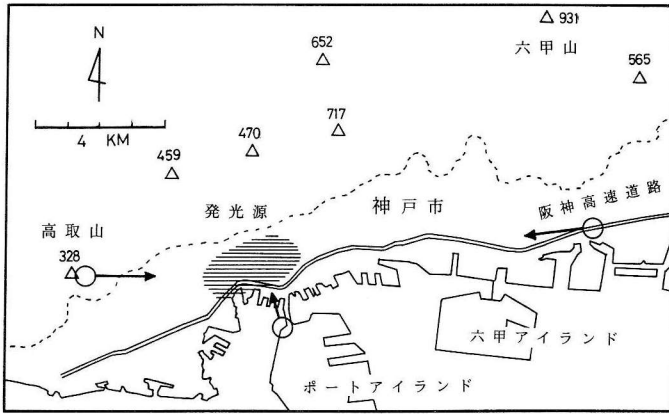 931
六甲山
N
652
565
717
4 KM
470
459
阪神高速道路
発光源
神戸市
高取山
328
六甲アイランド
ポートアイランド